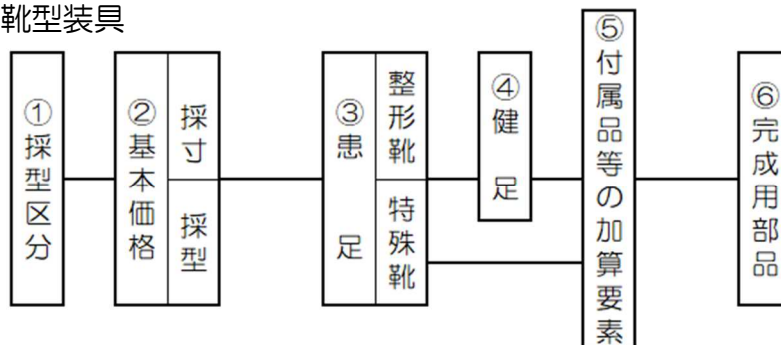 靴型装具
①採型区分
②基本価格
採寸
採型
③患足
整形靴
特殊靴
④健足
⑤付属品等の加算要素
⑥完成用部品